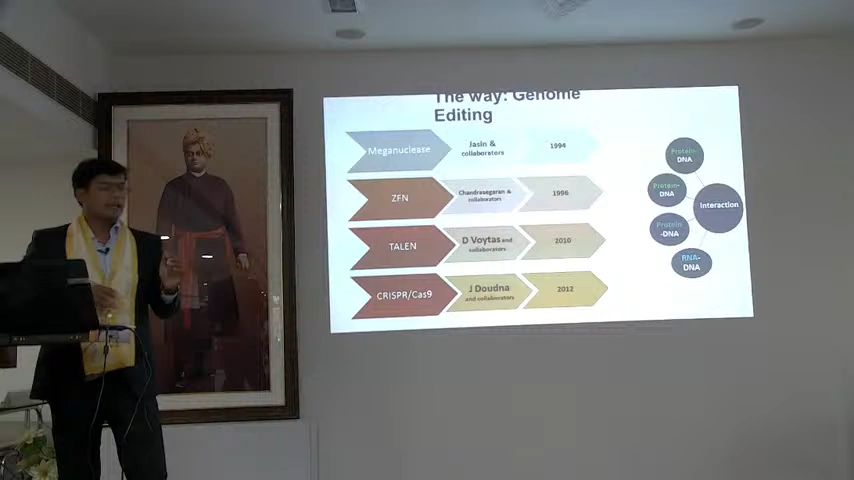 The way: Genome
Editing
Meganuclease
Jasin &
collaborators
1994
ZFN
Chandrasegaran &
collaborators
1996
TALEN
D Voytas and
collaborators
2010
CRISPR/Cas9
J Doudna
and collaborators
2012
Protein-
DNA
Protein-
DNA
Protein
-DNA
RNA-
DNA
Interaction